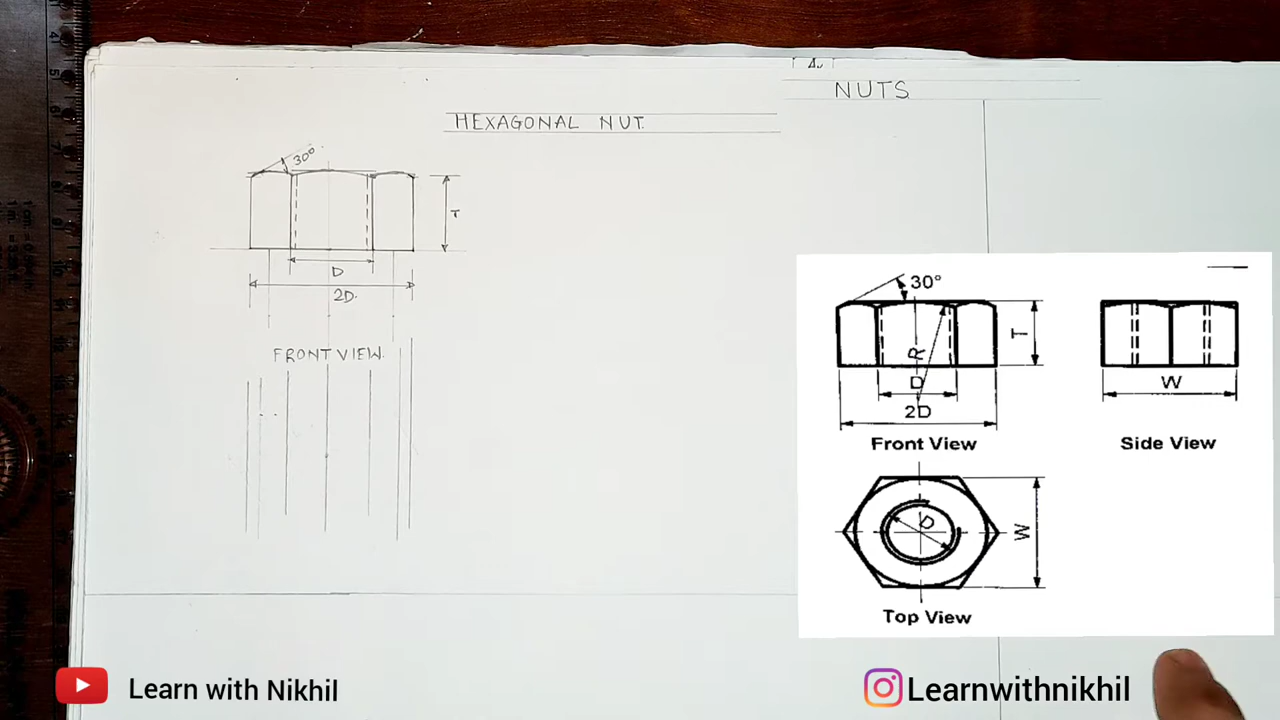 NUTS
HEXAGONAL NUT.
30°
T
D
2D.
FRONT VIEW.
30°
R
T
D
2D
Front View
W
Side View
D
W
Top View
Learn with Nikhil
Learnwithnikhil